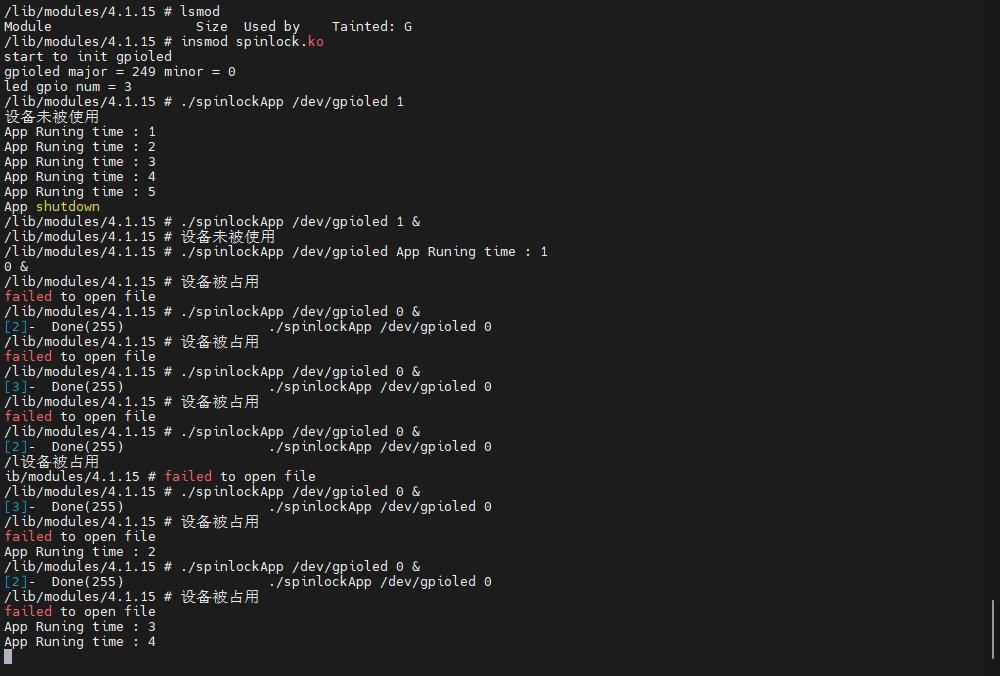 /lib/modules/4.1.15 # lsmod
Module                  Size  Used by    Tainted: G
/lib/modules/4.1.15 # insmod spinlock.ko
start to init gpioled
gpioled major = 249 minor = 0
led gpio num = 3
/lib/modules/4.1.15 # ./spinlockApp /dev/gpioled 1
设备未被使用
App Runing time : 1
App Runing time : 2
App Runing time : 3
App Runing time : 4
App Runing time : 5
App shutdown
/lib/modules/4.1.15 # ./spinlockApp /dev/gpioled 1 &
/lib/modules/4.1.15 # 设备未被使用
/lib/modules/4.1.15 # ./spinlockApp /dev/gpioled App Runing time : 1
0 &
/lib/modules/4.1.15 # 设备被占用
failed to open file
/lib/modules/4.1.15 # ./spinlockApp /dev/gpioled 0 &
[2]-  Done(255)                  ./spinlockApp /dev/gpioled 0
/lib/modules/4.1.15 # 设备被占用
failed to open file
/lib/modules/4.1.15 # ./spinlockApp /dev/gpioled 0 &
[3]-  Done(255)                  ./spinlockApp /dev/gpioled 0
/lib/modules/4.1.15 # 设备被占用
failed to open file
/lib/modules/4.1.15 # ./spinlockApp /dev/gpioled 0 &
[2]-  Done(255)                  ./spinlockApp /dev/gpioled 0
/l设备被占用
ib/modules/4.1.15 # failed to open file
/lib/modules/4.1.15 # ./spinlockApp /dev/gpioled 0 &
[3]-  Done(255)                  ./spinlockApp /dev/gpioled 0
/lib/modules/4.1.15 # 设备被占用
failed to open file
App Runing time : 2
/lib/modules/4.1.15 # ./spinlockApp /dev/gpioled 0 &
[2]-  Done(255)                  ./spinlockApp /dev/gpioled 0
/lib/modules/4.1.15 # 设备被占用
failed to open file
App Runing time : 3
App Runing time : 4